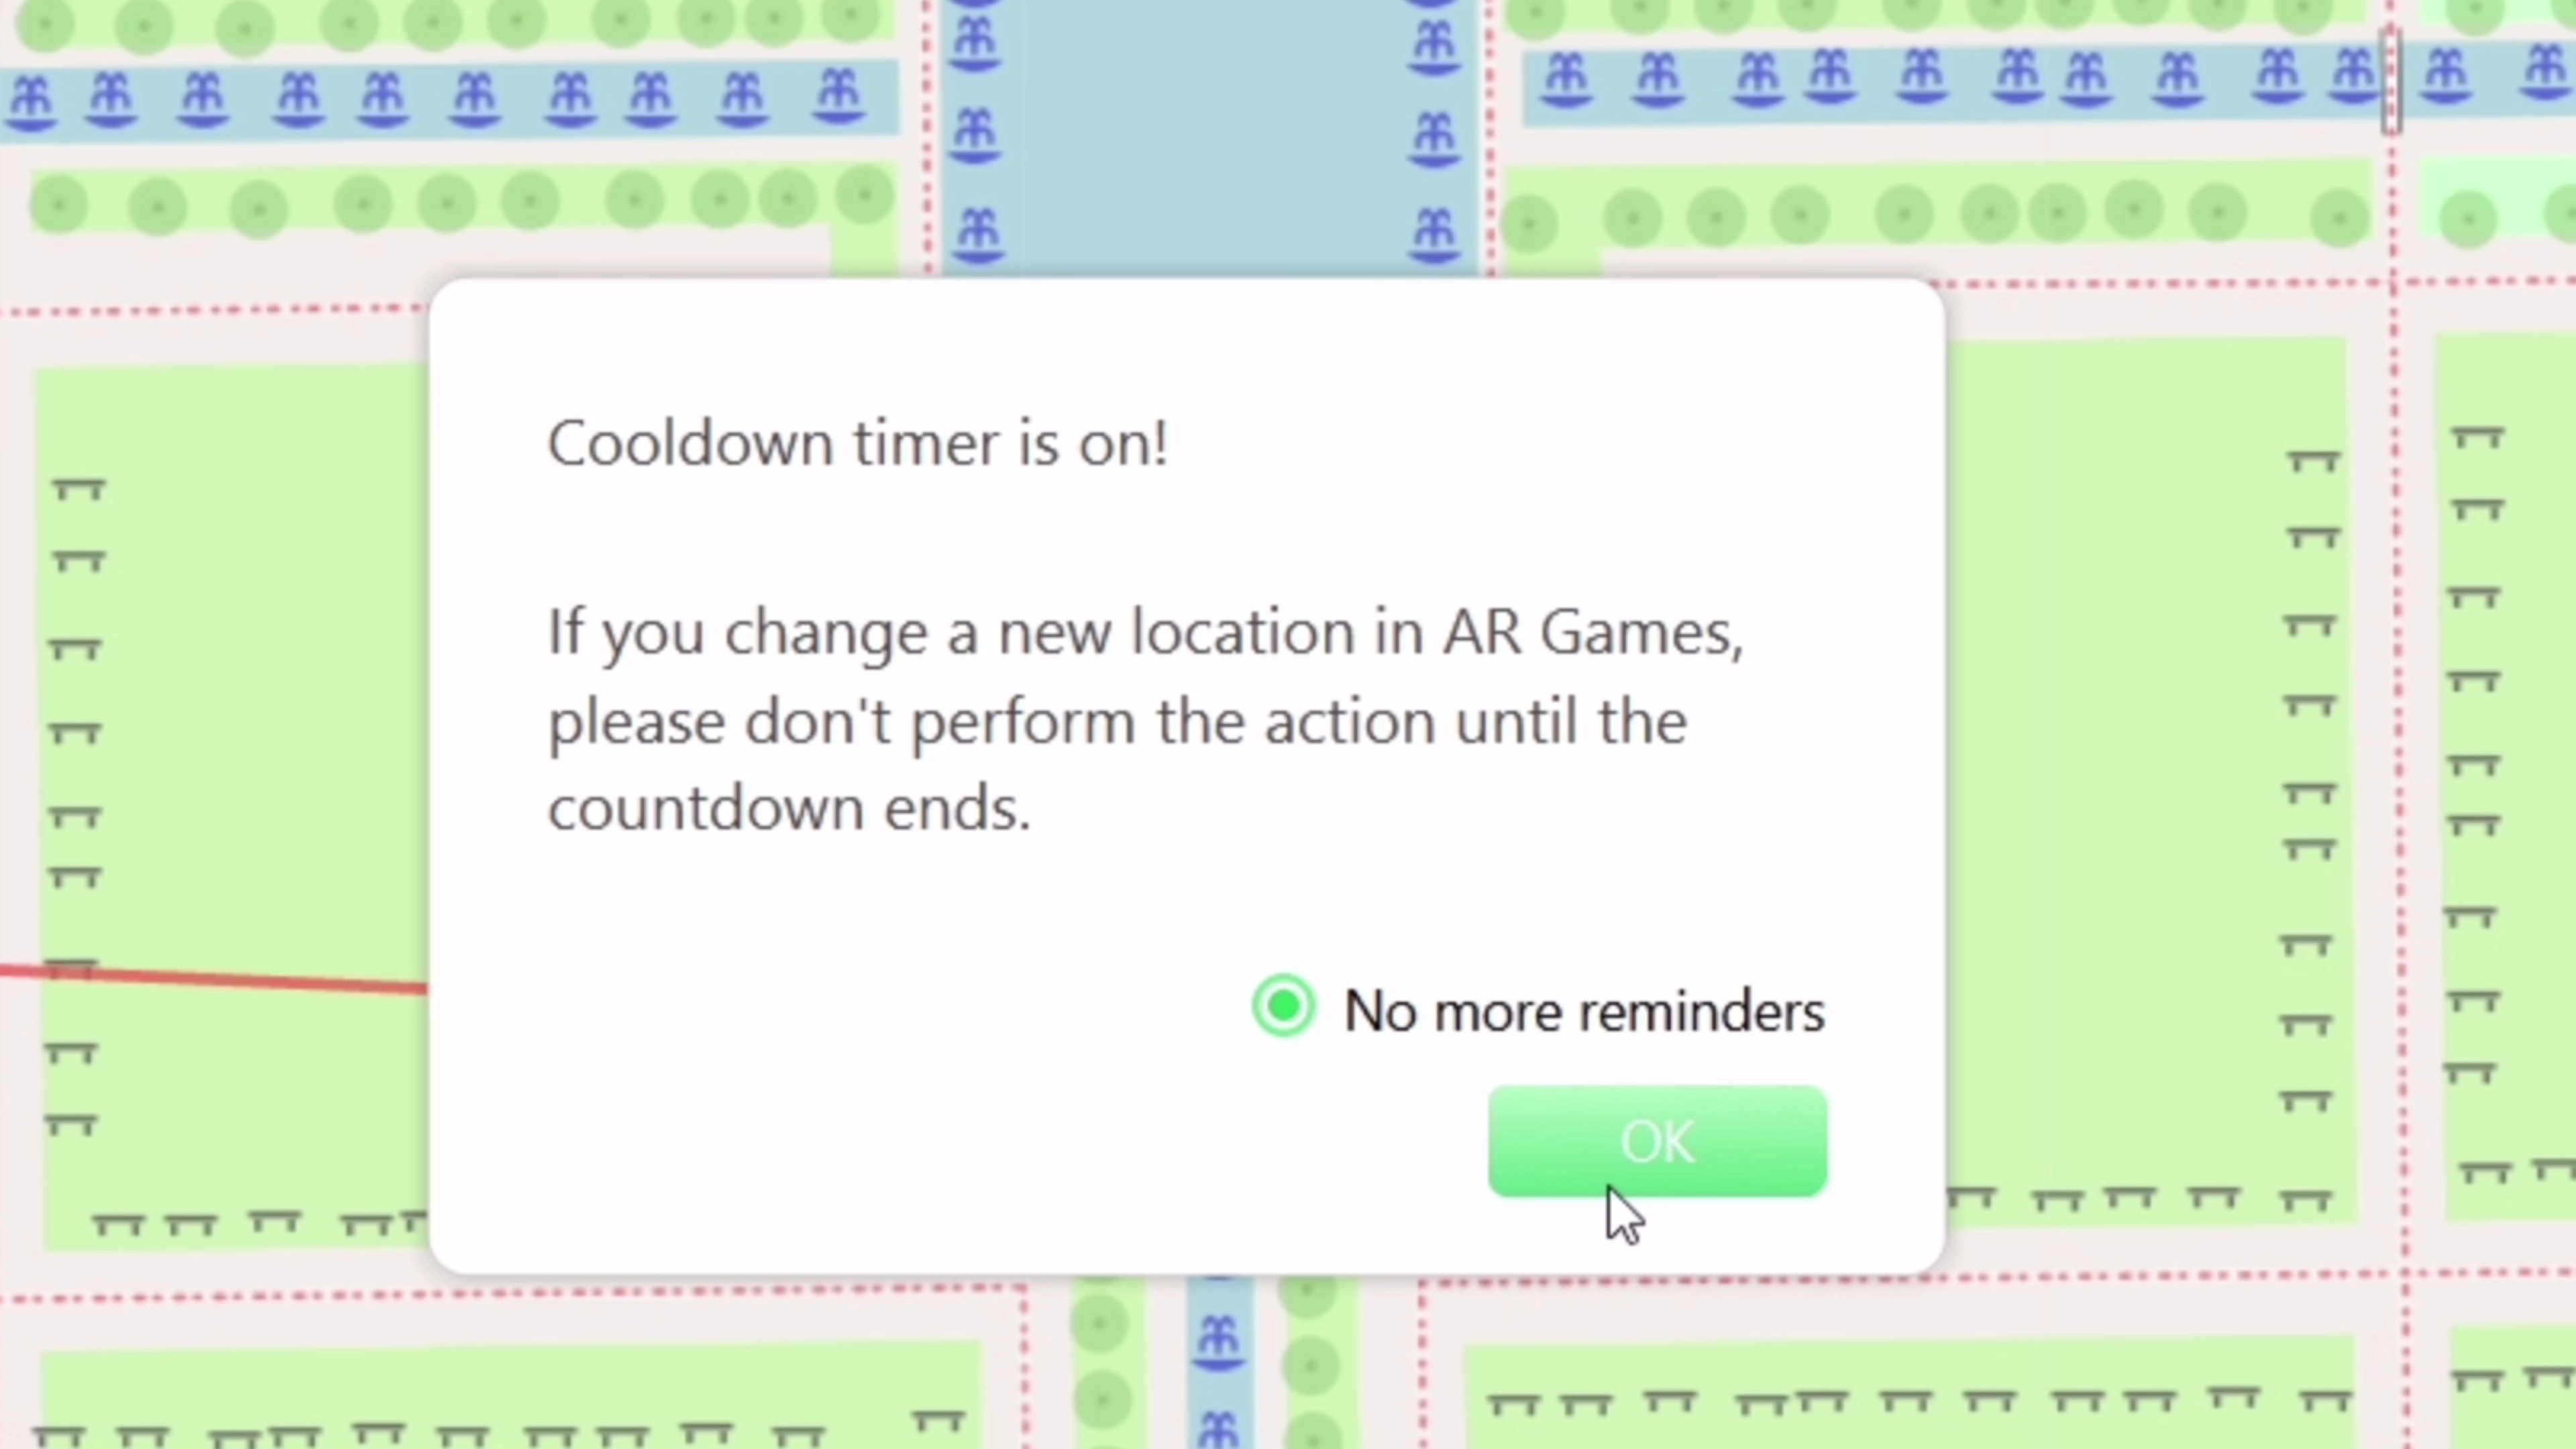 Cooldown timer is on!
If you change a new location in AR Games,
please don't perform the action until the
countdown ends.
No more reminders
OK